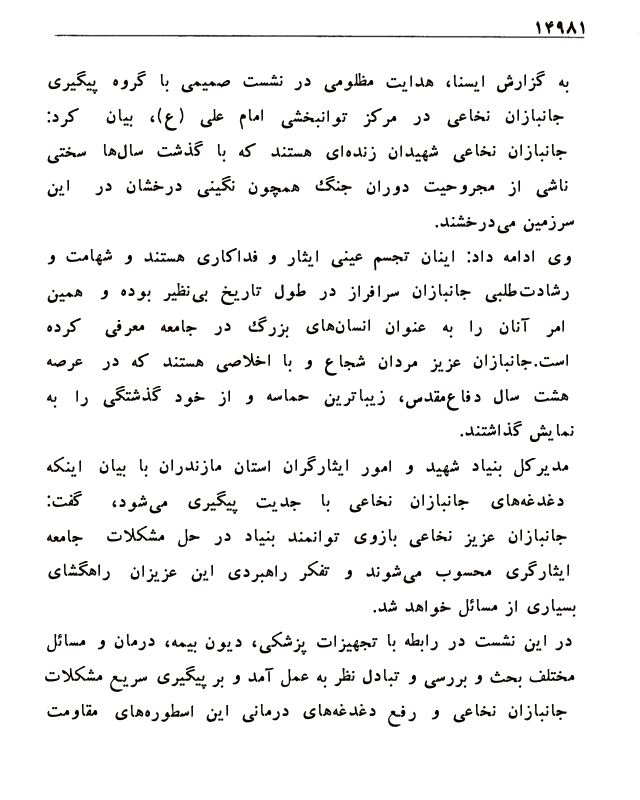 ۱۴۹۸۱
به گزارش ایسنا، هدایت مظلومی در نشست صمیمی با گروه پیگیری
جانبازان نخاعی در مرکز توانبخشی امام علی (ع)، بیان کرد:
جانبازان نخاعی شهیدان زنده‌ای هستند که با گذشت سال‌ها سختی
ناشی از مجروحیت دوران جنگ همچون نگینی درخشان در این
سرزمین می‌درخشند.
وی ادامه داد: اینان تجسم عینی ایثار و فداکاری هستند و شهامت و
رشادت‌طلبی جانبازان سرافراز در طول تاریخ بی‌نظیر بوده و همین
امر آنان را به عنوان انسان‌های بزرگ در جامعه معرفی کرده
است.جانبازان عزیز مردان شجاع و با اخلاصی هستند که در عرصه
هشت سال دفاع‌مقدس، زیباترین حماسه و از خود گذشتگی را به
نمایش گذاشتند.
مدیرکل بنیاد شهید و امور ایثارگران استان مازندران با بیان اینکه
دغدغه‌های جانبازان نخاعی با جدیت پیگیری می‌شود، گفت:
جانبازان عزیز نخاعی بازوی توانمند بنیاد در حل مشکلات جامعه
ایثارگری محسوب می‌شوند و تفکر راهبردی این عزیزان راهگشای
بسیاری از مسائل خواهد شد.
در این نشست در رابطه با تجهیزات پزشکی، دیون بیمه، درمان و مسائل
مختلف بحث و بررسی و تبادل نظر به عمل آمد و بر پیگیری سریع مشکلات
جانبازان نخاعی و رفع دغدغه‌های درمانی این اسطوره‌های مقاومت